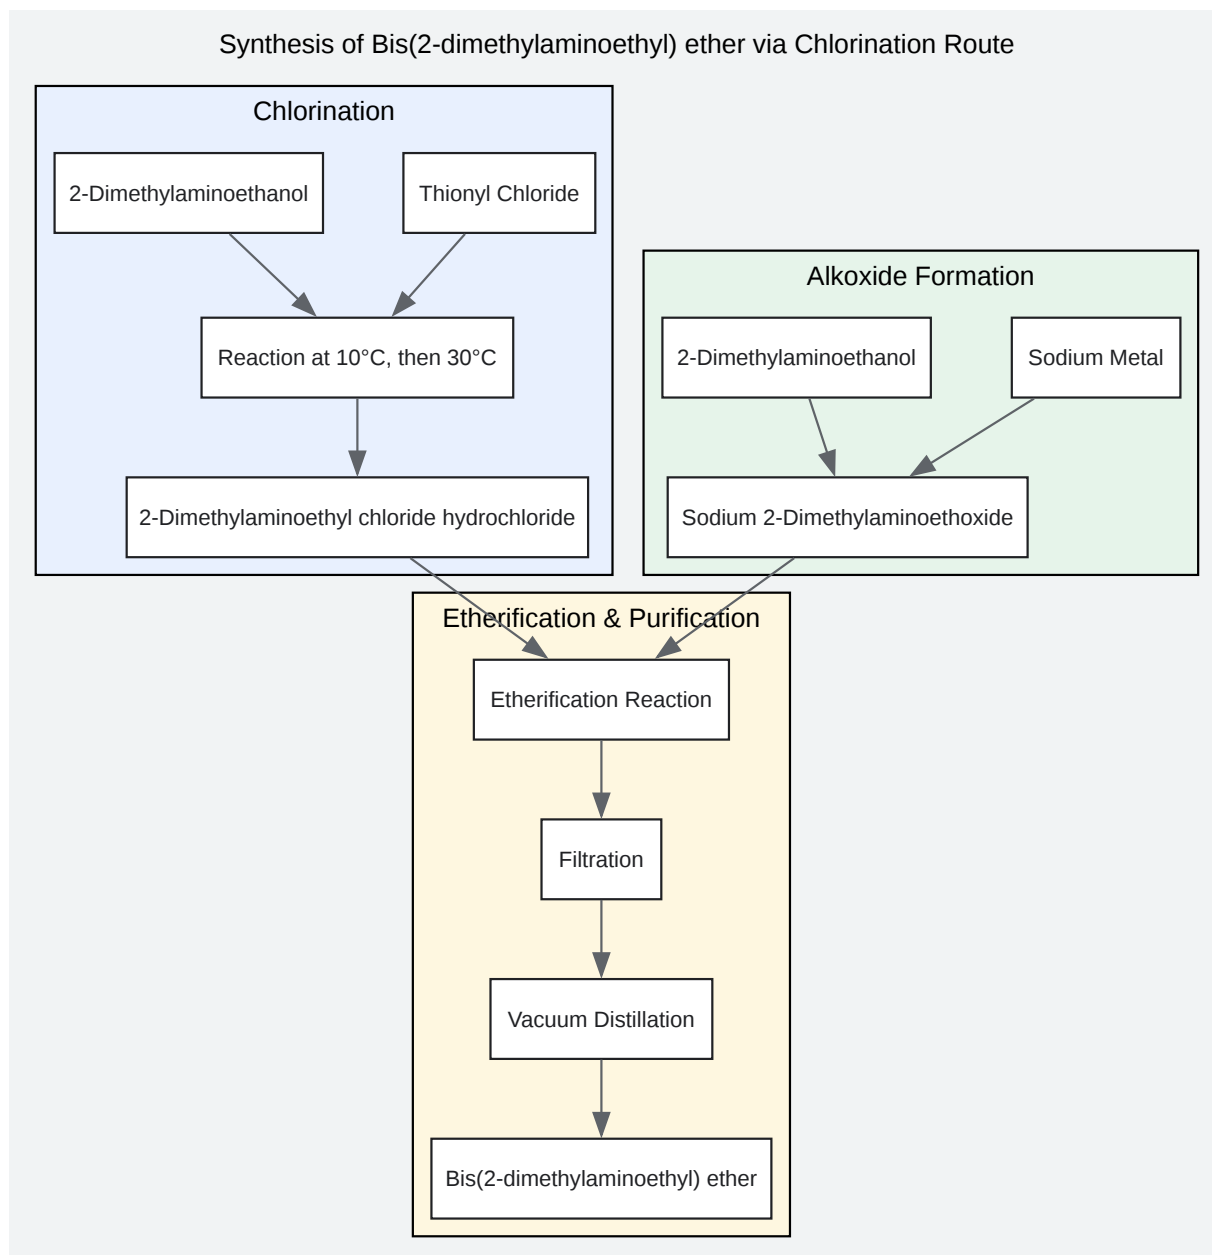 Synthesis of Bis(2-dimethylaminoethyl) ether via Chlorination Route
Chlorination
2-Dimethylaminoethanol
Thionyl Chloride
Reaction at 10°C, then 30°C
2-Dimethylaminoethyl chloride hydrochloride
Alkoxide Formation
2-Dimethylaminoethanol
Sodium Metal
Sodium 2-Dimethylaminoethoxide
Etherification & Purification
Etherification Reaction
Filtration
Vacuum Distillation
Bis(2-dimethylaminoethyl) ether